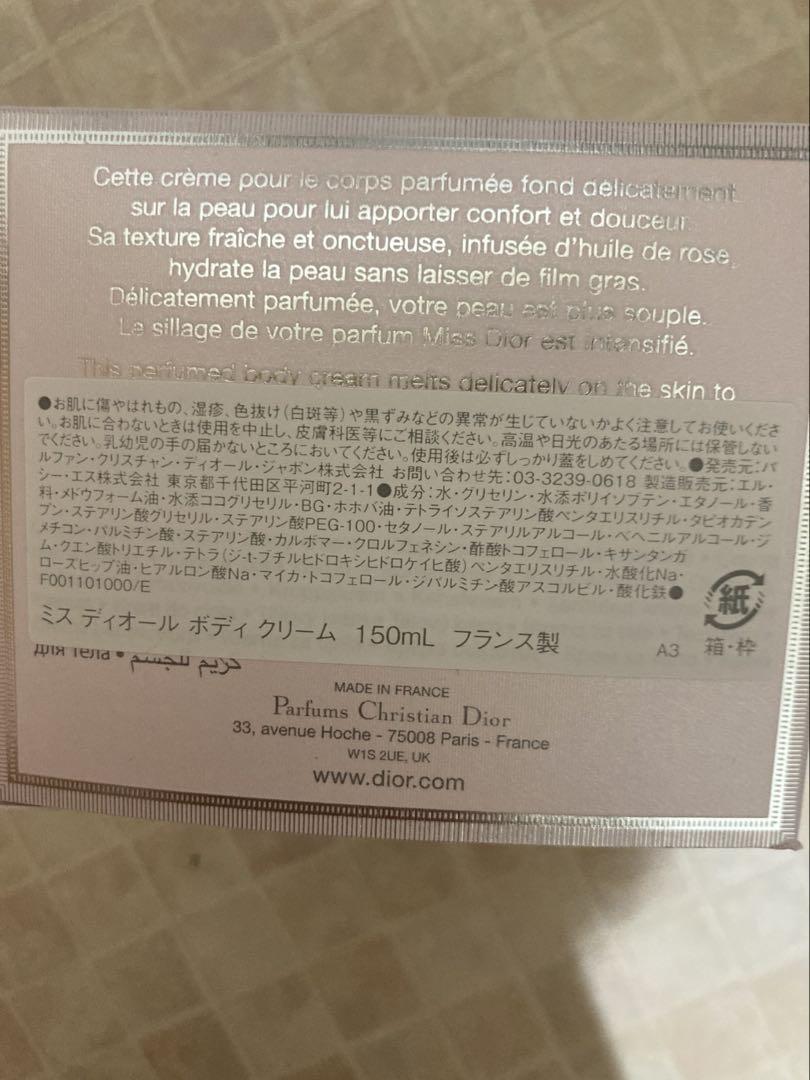 Cette crème pour le corps parfumée fond délicatement
sur la peau pour lui apporter confort et douceur.
Sa texture fraîche et onctueuse, infusée d'huile de rose,
hydrate la peau sans laisser de film gras.
Délicatement parfumée, votre peau est plus souple.
Le sillage de votre parfum Miss Dior est intensifié.
This perfumed body cream melts delicately on the skin to
●お肌に傷やはれもの、湿疹、色抜け(白斑等)や黒ずみなどの異常が生じていないかよく注意してお使いくださ
い。お肌に合わないときは使用を中止し、皮膚科医等にご相談ください。高温や日光のあたる場所には保管しない
でください。乳幼児の手の届かないところにおいてください。使用後は必ずしっかり蓋をしめてください。●発売元:パ
ルファン・クリスチャン・ディオール・ジャポン株式会社 お問い合わせ先:03-3239-0618 製造販売元:エル・
シー・エス株式会社 東京都千代田区平河町2-1-1●成分:水・グリセリン・水添ポリイソブテン・エタノール・香
料・メドウフォーム油・水添ココグリセリル・BG・ホホバ油・テトライソステアリン酸ペンタエリスリチル・タピオカデン
プン・ステアリン酸グリセリル・ステアリン酸PEG-100・セタノール・ステアリルアルコール・ベヘニルアルコール・ジ
メチコン・パルミチン酸・ステアリン酸・カルボマー・クロルフェネシン・酢酸トコフェロール・キサンタンガ
ム・クエン酸トリエチル・テトラ(ジ-t-ブチルヒドロキシヒドロケイヒ酸)ペンタエリスリチル・水酸化Na・
ローズヒップ油・ヒアルロン酸Na・マイカ・トコフェロール・ジパルミチン酸アスコルビル・酸化鉄●
F001101000/E
紙
ミス ディオール ボディ クリーム 150mL フランス製
A3 箱・枠
для тела • كريم للجسم
MADE IN FRANCE
Parfums Christian Dior
33, avenue Hoche - 75008 Paris - France
W1S 2UE, UK
www.dior.com